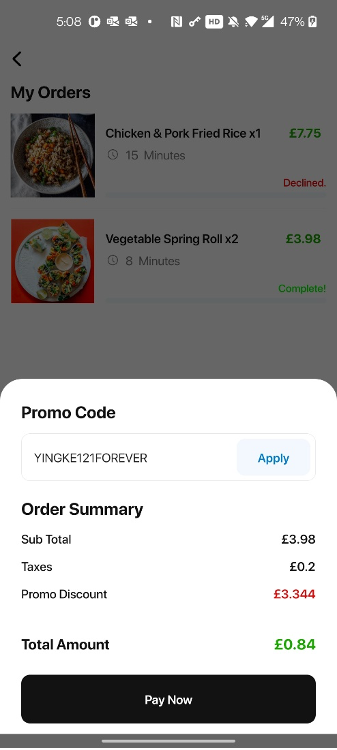 5:08 HD 5G 47%
My Orders
Chicken & Pork Fried Rice x1 £7.75
15 Minutes
Declined.
Vegetable Spring Roll x2 £3.98
8 Minutes
Complete!
Promo Code
YINGKE121FOREVER Apply
Order Summary
Sub Total £3.98
Taxes £0.2
Promo Discount £3.344
Total Amount £0.84
Pay Now